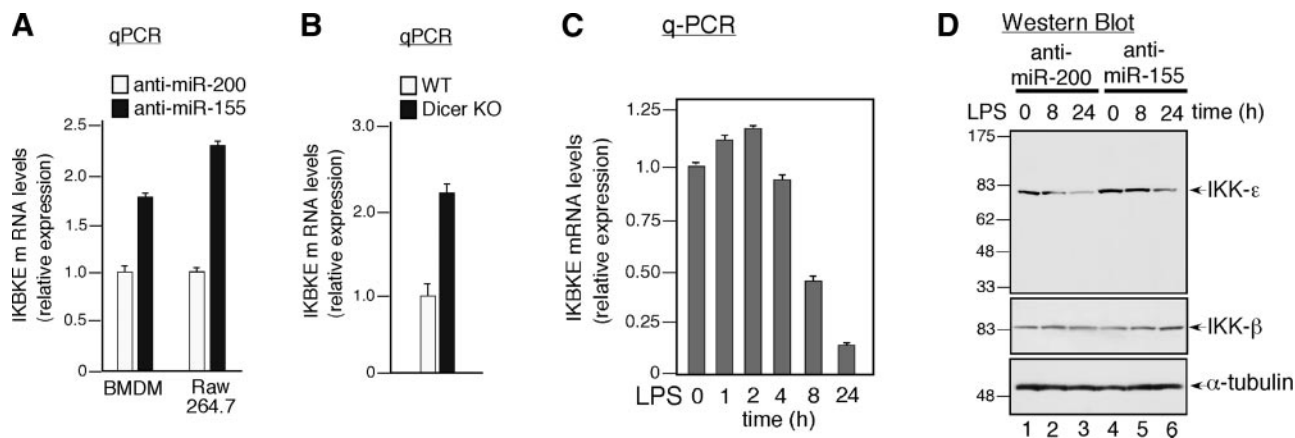 A
qPCR
anti-miR-200
anti-miR-155
IKBKE m RNA levels
(relative expression)
2.5
2.0
1.5
1.0
0.5
0
BMDM
Raw
264.7
B
qPCR
WT
Dicer KO
IKBKE m RNA levels
(relative expression)
3.0
2.0
1.0
0
C
q-PCR
IKBKE mRNA levels
(relative expression)
1.25
1.0
0.75
0.50
0.25
0
LPS 0 1 2 4 8 24
time (h)
D
Western Blot
anti- anti-
miR-200 miR-155
LPS 0 8 24 0 8 24 time (h)
175
83
62
48
33
IKK-ε
83
IKK-β
48
α-tubulin
1 2 3 4 5 6